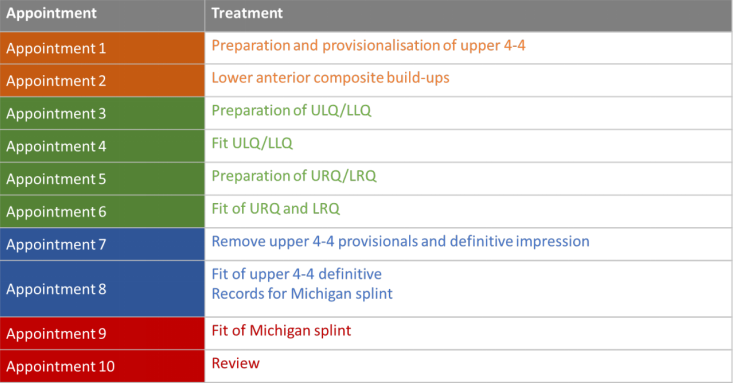 Appointment Treatment
Appointment 1 Preparation and provisionalisation of upper 4-4
Appointment 2 Lower anterior composite build-ups
Appointment 3 Preparation of ULQ/LLQ
Appointment 4 Fit ULQ/LLQ
Appointment 5 Preparation of URQ/LRQ
Appointment 6 Fit of URQ and LRQ
Appointment 7 Remove upper 4-4 provisionals and definitive impression
Appointment 8 Fit of upper 4-4 definitive
Records for Michigan splint
Appointment 9 Fit of Michigan splint
Appointment 10 Review